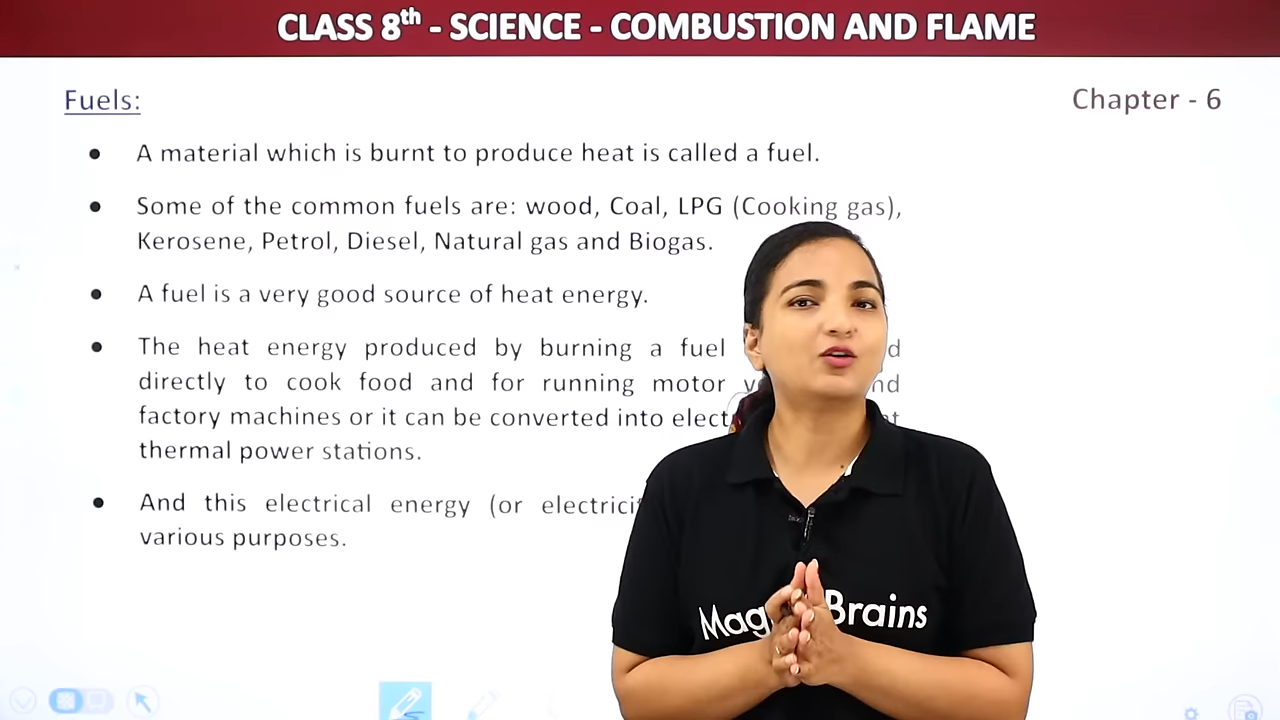 CLASS 8th - SCIENCE - COMBUSTION AND FLAME
Fuels:
Chapter - 6
● A material which is burnt to produce heat is called a fuel.
● Some of the common fuels are: wood, Coal, LPG (Cooking gas),
Kerosene, Petrol, Diesel, Natural gas and Biogas.
● A fuel is a very good source of heat energy.
● The heat energy produced by burning a fuel
directly to cook food and for running motor
factory machines or it can be converted into
thermal power stations.
● And this electrical energy (or
various purposes.
Brains